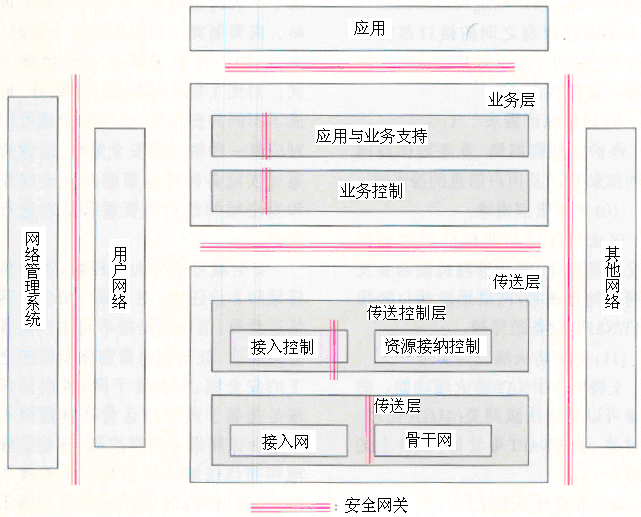 应用
业务层
应用与业务支持
业务控制
网络管理系统
用户网络
其他网络
传送层
传送控制层
接入控制
资源接纳控制
传送层
接入网
骨干网
：安全网关